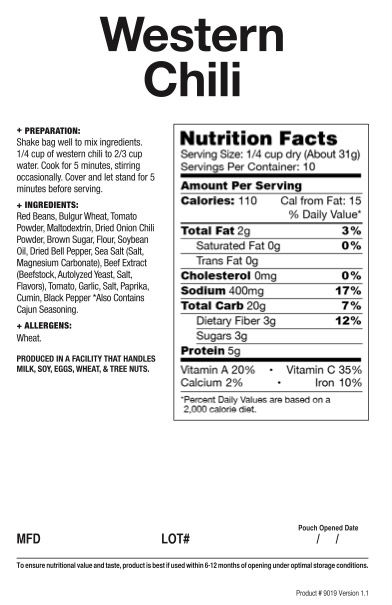 Western
Chili
+ PREPARATION:
Shake bag well to mix ingredients.
1/4 cup of western chili to 2/3 cup
water. Cook for 5 minutes, stirring
occasionally. Cover and let stand for 5
minutes before serving.
+ INGREDIENTS:
Red Beans, Bulgur Wheat, Tomato
Powder, Maltodextrin, Dried Onion Chili
Powder, Brown Sugar, Flour, Soybean
Oil, Dried Bell Pepper, Sea Salt (Salt,
Magnesium Carbonate), Beef Extract
(Beefstock, Autolyzed Yeast, Salt,
Flavors), Tomato, Garlic, Salt, Paprika,
Cumin, Black Pepper *Also Contains
Cajun Seasoning.
+ ALLERGENS:
Wheat.
PRODUCED IN A FACILITY THAT HANDLES
MILK, SOY, EGGS, WHEAT, & TREE NUTS.
Nutrition Facts
Serving Size: 1/4 cup dry (About 31g)
Servings Per Container: 10
Amount Per Serving
Calories: 110 Cal from Fat: 15
% Daily Value*
Total Fat 2g 3%
Saturated Fat 0g 0%
Trans Fat 0g
Cholesterol 0mg 0%
Sodium 400mg 17%
Total Carb 20g 7%
Dietary Fiber 3g 12%
Sugars 3g
Protein 5g
Vitamin A 20% • Vitamin C 35%
Calcium 2% • Iron 10%
*Percent Daily Values are based on a
2,000 calorie diet.
Pouch Opened Date
MFD LOT# / /
To ensure nutritional value and taste, product is best if used within 6-12 months of opening under optimal storage conditions.
Product # 9019 Version 1.1